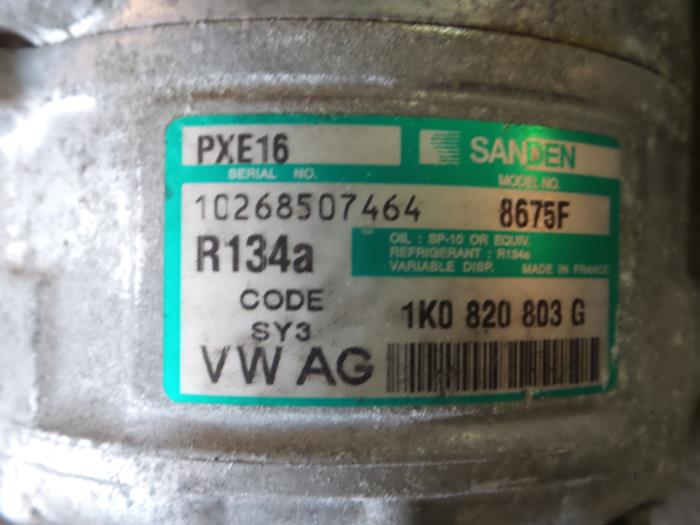 PXE16 SANDEN
SERIAL NO. MODEL NO.
10268507464 8675F
R134a
OIL : SP-10 OR EQUIV.
REFRIGERANT : R134a
VARIABLE DISP. MADE IN FRANCE
CODE
SY3
1K0 820 803 G
VW AG